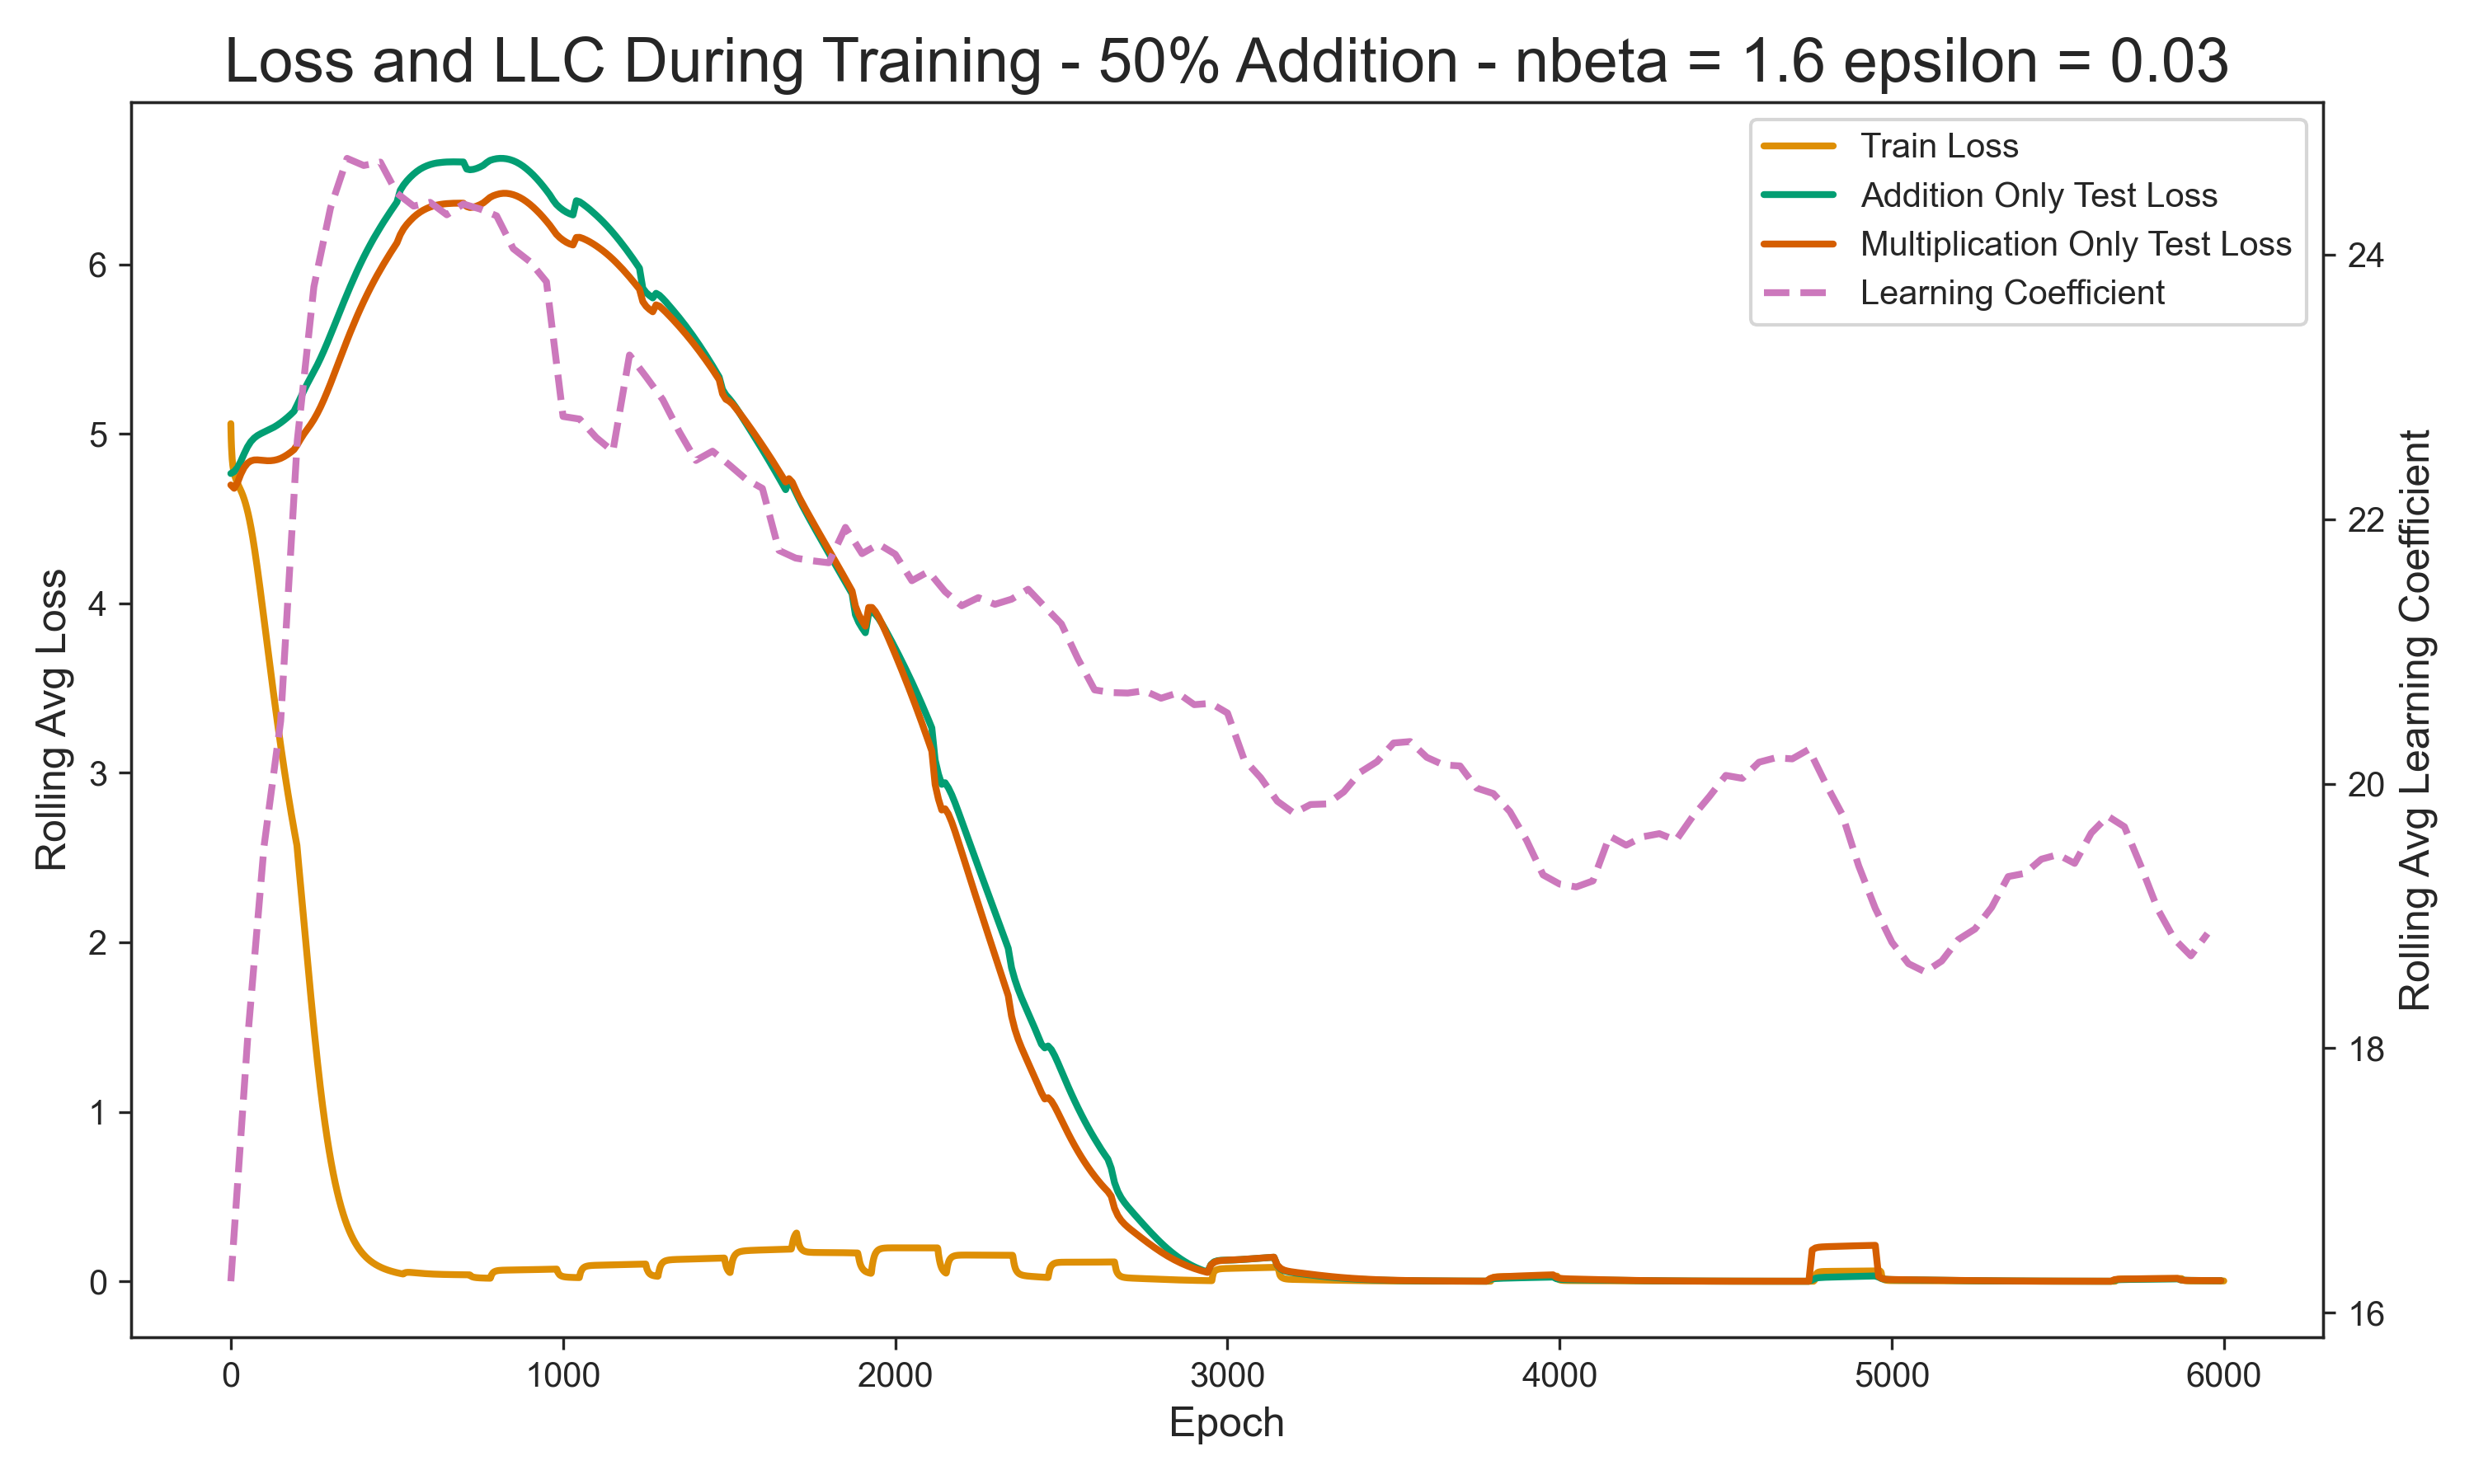 Loss and LLC During Training - 50% Addition - nbeta = 1.6 epsilon = 0.03
Train Loss
Addition Only Test Loss
Multiplication Only Test Loss
Learning Coefficient
Rolling Avg Loss
6
5
4
3
2
1
0
24
22
20
18
16
Rolling Avg Learning Coefficient
0 1000 2000 3000 4000 5000 6000
Epoch